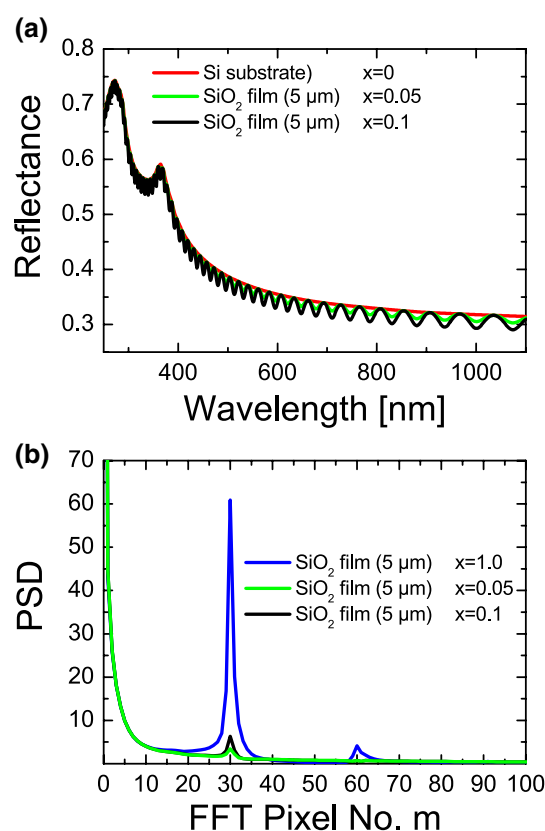 (a)
0.8
0.7
0.6
0.5
0.4
0.3
Reflectance
Si substrate) x=0
SiO2 film (5 µm) x=0.05
SiO2 film (5 µm) x=0.1
400 600 800 1000
Wavelength [nm]
(b)
70
60
50
40
30
20
10
PSD
SiO2 film (5 µm) x=1.0
SiO2 film (5 µm) x=0.05
SiO2 film (5 µm) x=0.1
0 10 20 30 40 50 60 70 80 90 100
FFT Pixel No. m